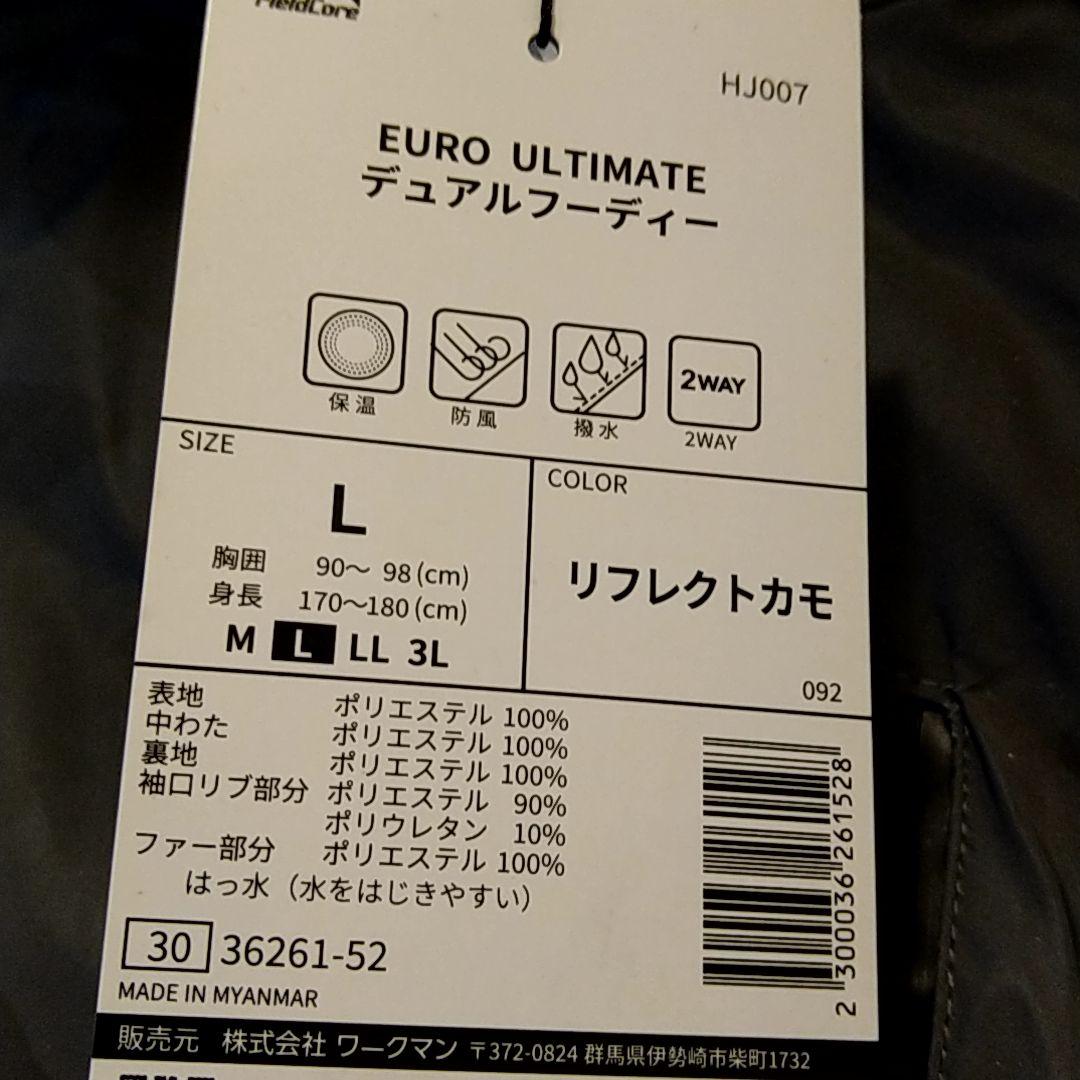 FieldCore
HJ007
EURO ULTIMATE
デュアルフーディー
2WAY
保温 防風 撥水 2WAY
SIZE
L
胸囲 90～ 98(cm)
身長 170～180(cm)
M L LL 3L
COLOR
リフレクトカモ
092
表地 ポリエステル 100%
中わた ポリエステル 100%
裏地 ポリエステル 100%
袖口リブ部分 ポリエステル 90%
ポリウレタン 10%
ファー部分 ポリエステル 100%
はっ水（水をはじきやすい）
2 300036 261528
30 36261-52
MADE IN MYANMAR
販売元 株式会社 ワークマン 〒372-0824 群馬県伊勢崎市柴町1732